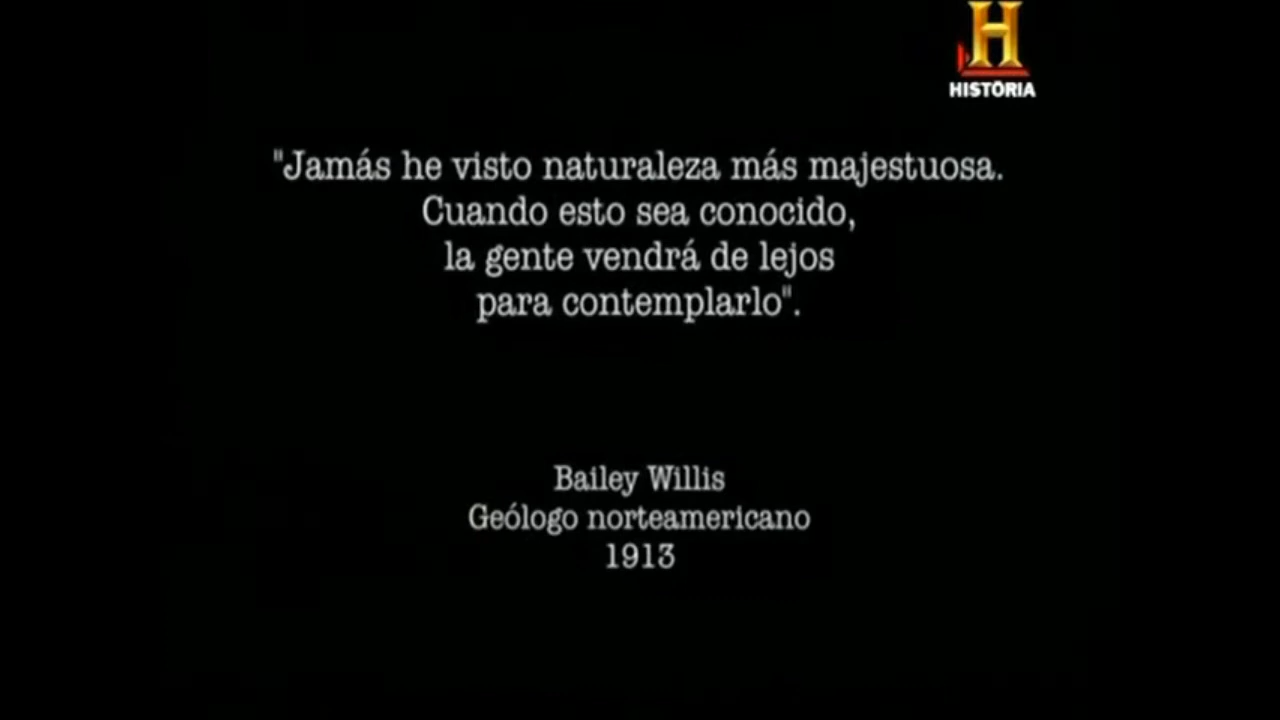 H
HISTÓRIA
"Jamás he visto naturaleza más majestuosa.
Cuando esto sea conocido,
la gente vendrá de lejos
para contemplarlo".
Bailey Willis
Geólogo norteamericano
1913